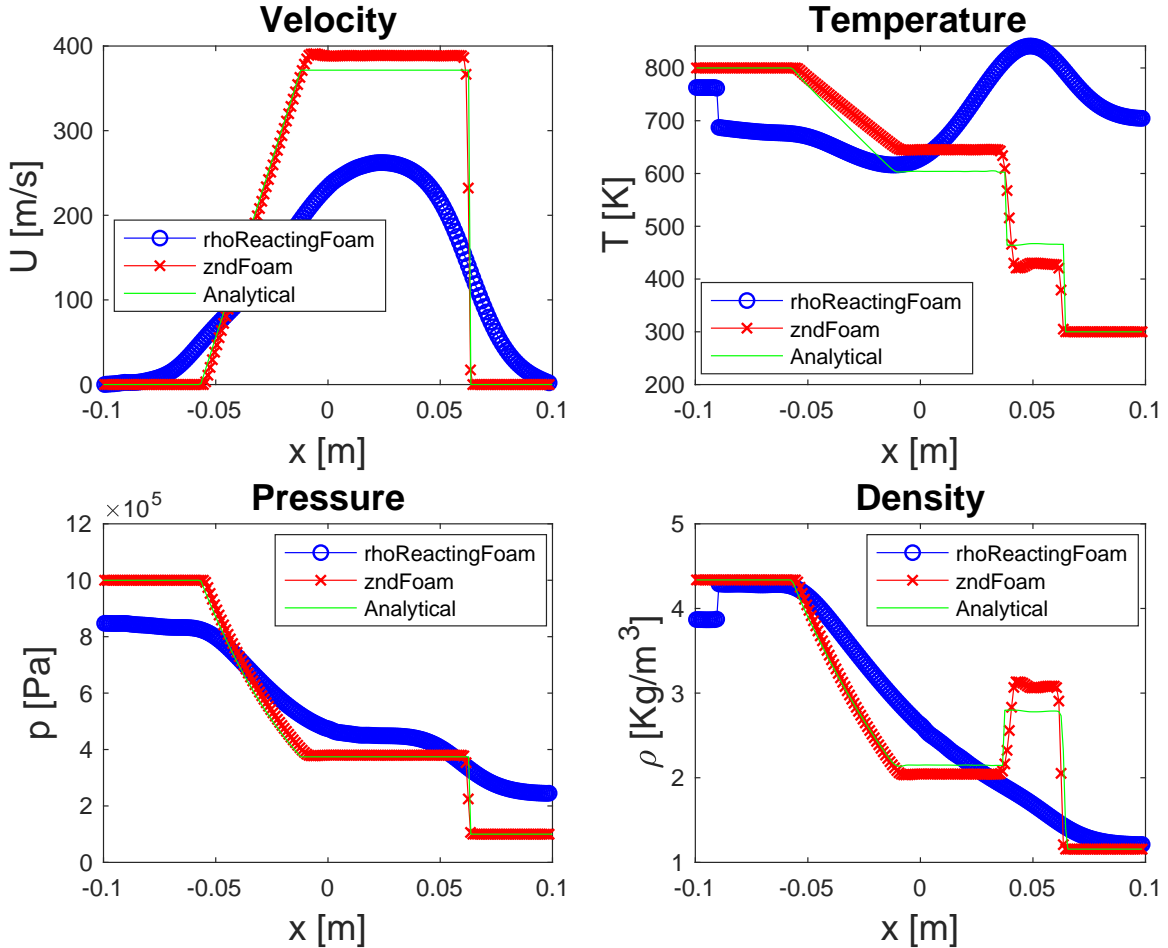 Velocity
400
300
200
100
0
U [m/s]
rhoReactingFoam
zndFoam
Analytical
-0.1 -0.05 0 0.05 0.1
x [m]
Temperature
800
700
600
500
400
300
200
T [K]
rhoReactingFoam
zndFoam
Analytical
-0.1 -0.05 0 0.05 0.1
x [m]
Pressure
×10⁵
12
10
8
6
4
2
0
p [Pa]
rhoReactingFoam
zndFoam
Analytical
-0.1 -0.05 0 0.05 0.1
x [m]
Density
5
4
3
2
1
ρ [Kg/m³]
rhoReactingFoam
zndFoam
Analytical
-0.1 -0.05 0 0.05 0.1
x [m]